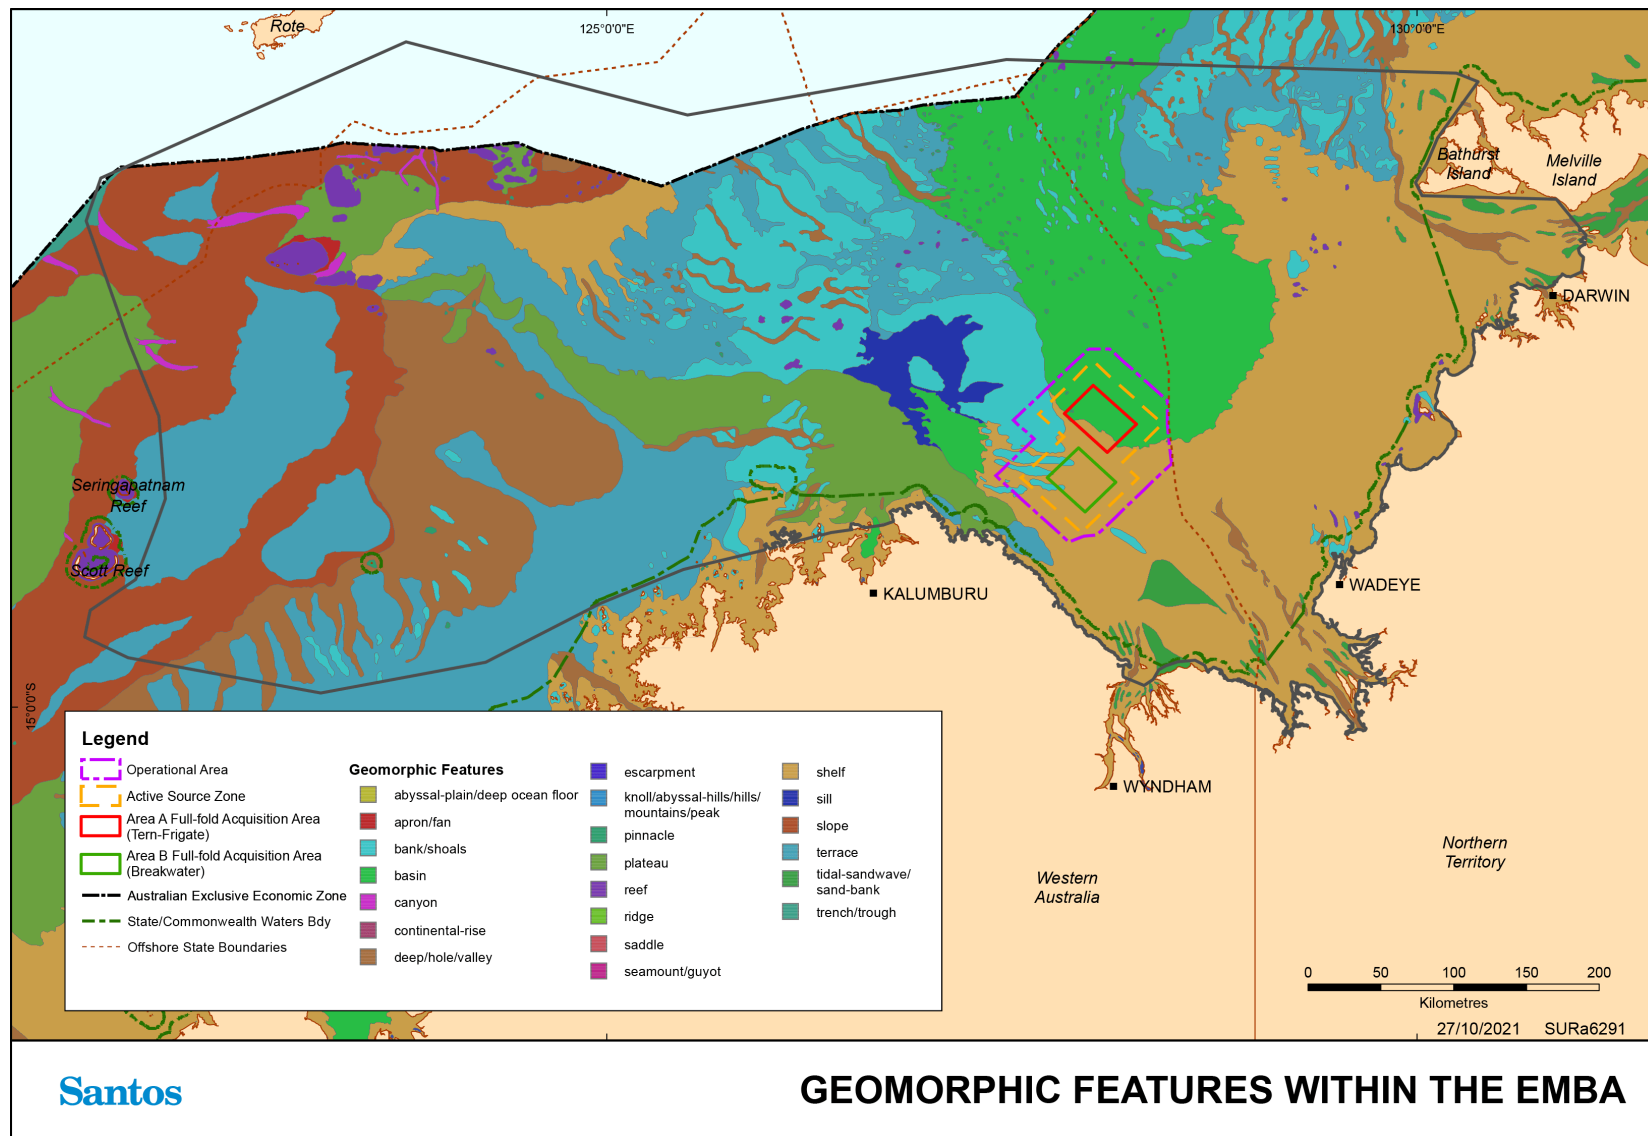 Rote
125°0'0"E
130°0'0"E
Bathurst
Island
Melville
Island
DARWIN
Seringapatnam
Reef
Scott Reef
KALUMBURU
WADEYE
15°0'0"S
WYNDHAM
Northern
Territory
Western
Australia
Legend
Operational Area
Active Source Zone
Area A Full-fold Acquisition Area
(Tern-Frigate)
Area B Full-fold Acquisition Area
(Breakwater)
Australian Exclusive Economic Zone
State/Commonwealth Waters Bdy
Offshore State Boundaries
Geomorphic Features
abyssal-plain/deep ocean floor
apron/fan
bank/shoals
basin
canyon
continental-rise
deep/hole/valley
escarpment
knoll/abyssal-hills/hills/
mountains/peak
pinnacle
plateau
reef
ridge
saddle
seamount/guyot
shelf
sill
slope
terrace
tidal-sandwave/
sand-bank
trench/trough
0 50 100 150 200
Kilometres
27/10/2021 SURa6291
Santos
GEOMORPHIC FEATURES WITHIN THE EMBA